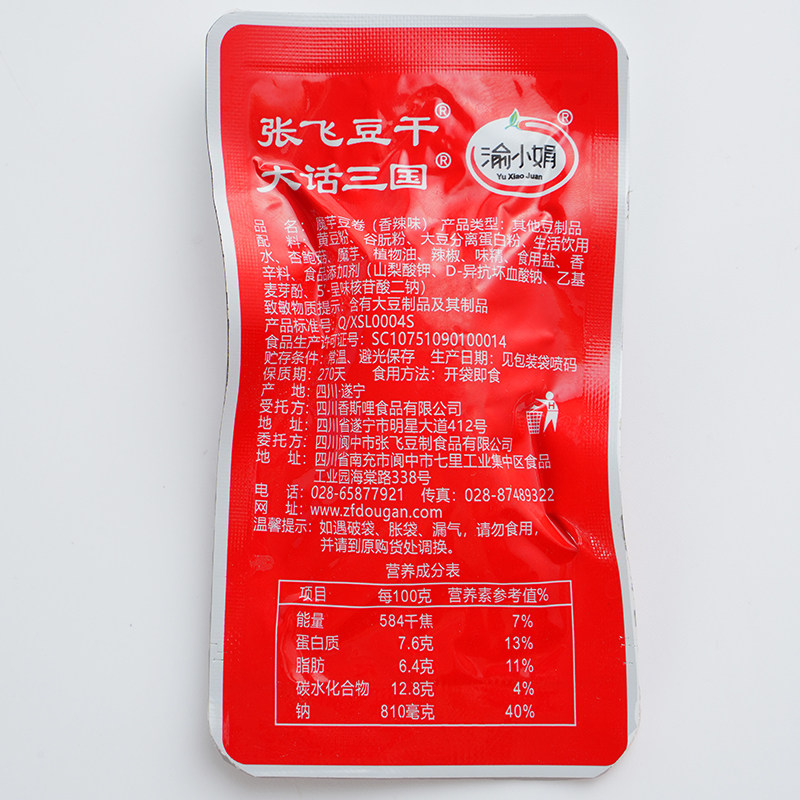 张飞豆干®
大话三国®
渝小娟®
Yu Xiao Juan
品 名：魔芋豆卷（香辣味） 产品类型：其他豆制品
配 料：黄豆粉、谷朊粉、大豆分离蛋白粉、生活饮用
水、杏鲍菇、魔芋、植物油、辣椒、味精、食用盐、香
辛料、食品添加剂（山梨酸钾、D-异抗坏血酸钠、乙基
麦芽酚、5'-呈味核苷酸二钠）
致敏物质提示：含有大豆制品及其制品
产品标准号：Q/XSL0004S
食品生产许可证号：SC10751090100014
贮存条件：常温、避光保存 生产日期：见包装袋喷码
保质期：270天 食用方法：开袋即食
产 地：四川·遂宁
受托方：四川香斯哩食品有限公司
地 址：四川省遂宁市明星大道412号
委托方：四川阆中市张飞豆制食品有限公司
地 址：四川省南充市阆中市七里工业集中区食品
工业园海棠路338号
电 话：028-65877921 传真：028-87489322
网 址：www.zfdougan.com
温馨提示：如遇破袋、胀袋、漏气，请勿食用，
并请到原购货处调换。
营养成分表
项目 每100克 营养素参考值%
能量 584千焦 7%
蛋白质 7.6克 13%
脂肪 6.4克 11%
碳水化合物 12.8克 4%
钠 810毫克 40%